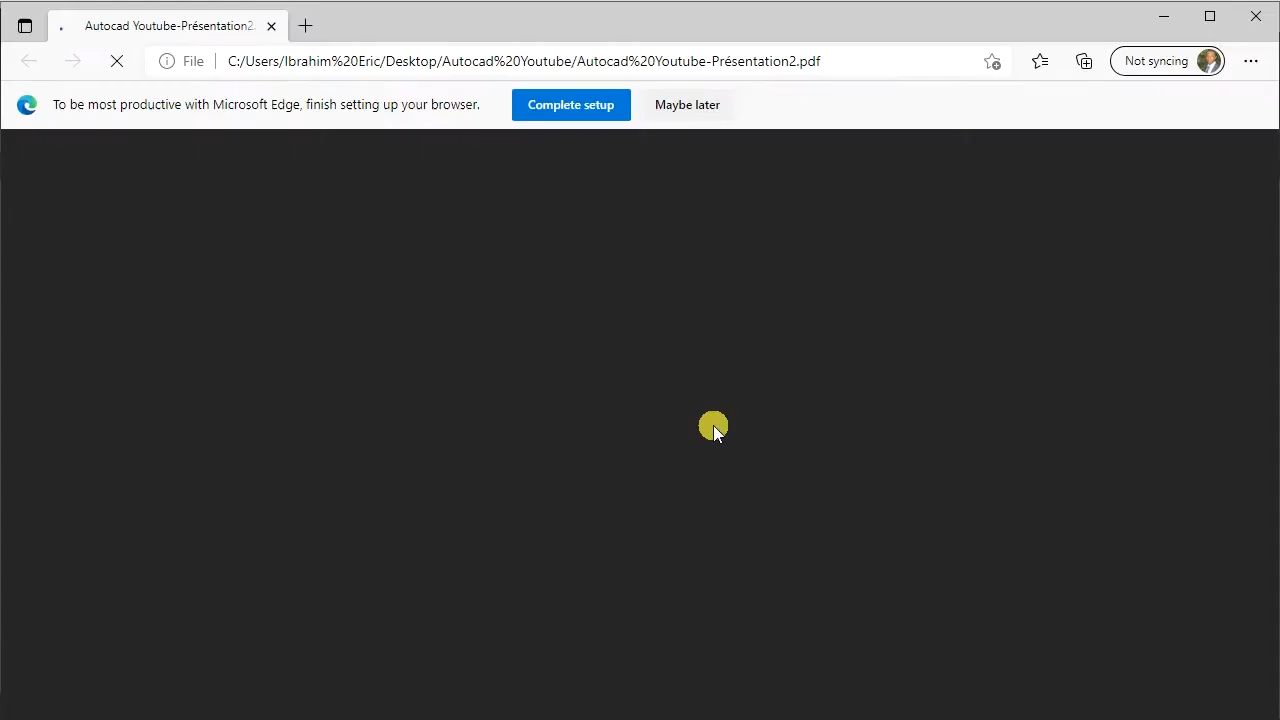 Autocad Youtube-Présentation2.
File
C:/Users/Ibrahim%20Eric/Desktop/Autocad%20Youtube/Autocad%20Youtube-Presentation2.pdf
Not syncing
To be most productive with Microsoft Edge, finish setting up your browser.
Complete setup
Maybe later